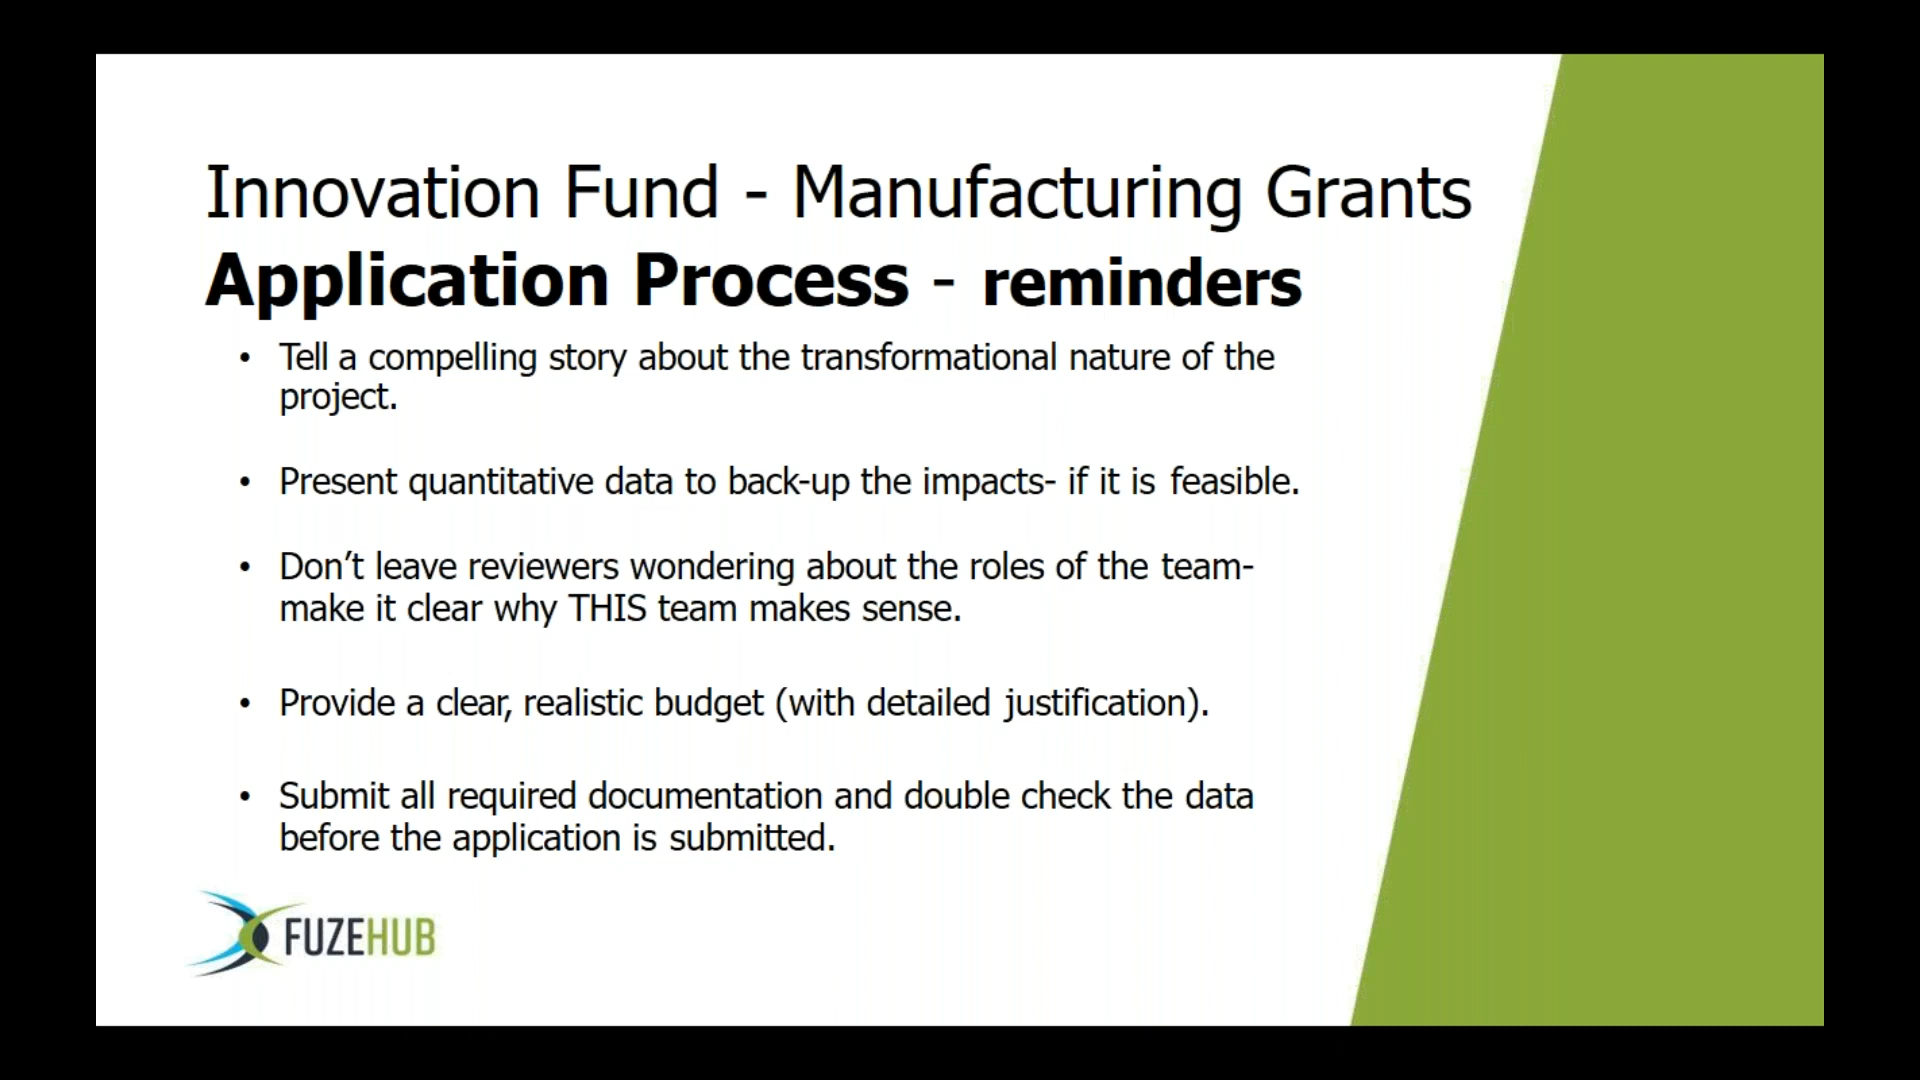 Innovation Fund - Manufacturing Grants
Application Process - reminders
• Tell a compelling story about the transformational nature of the
project.
• Present quantitative data to back-up the impacts- if it is feasible.
• Don’t leave reviewers wondering about the roles of the team-
make it clear why THIS team makes sense.
• Provide a clear, realistic budget (with detailed justification).
• Submit all required documentation and double check the data
before the application is submitted.
FUZEHUB